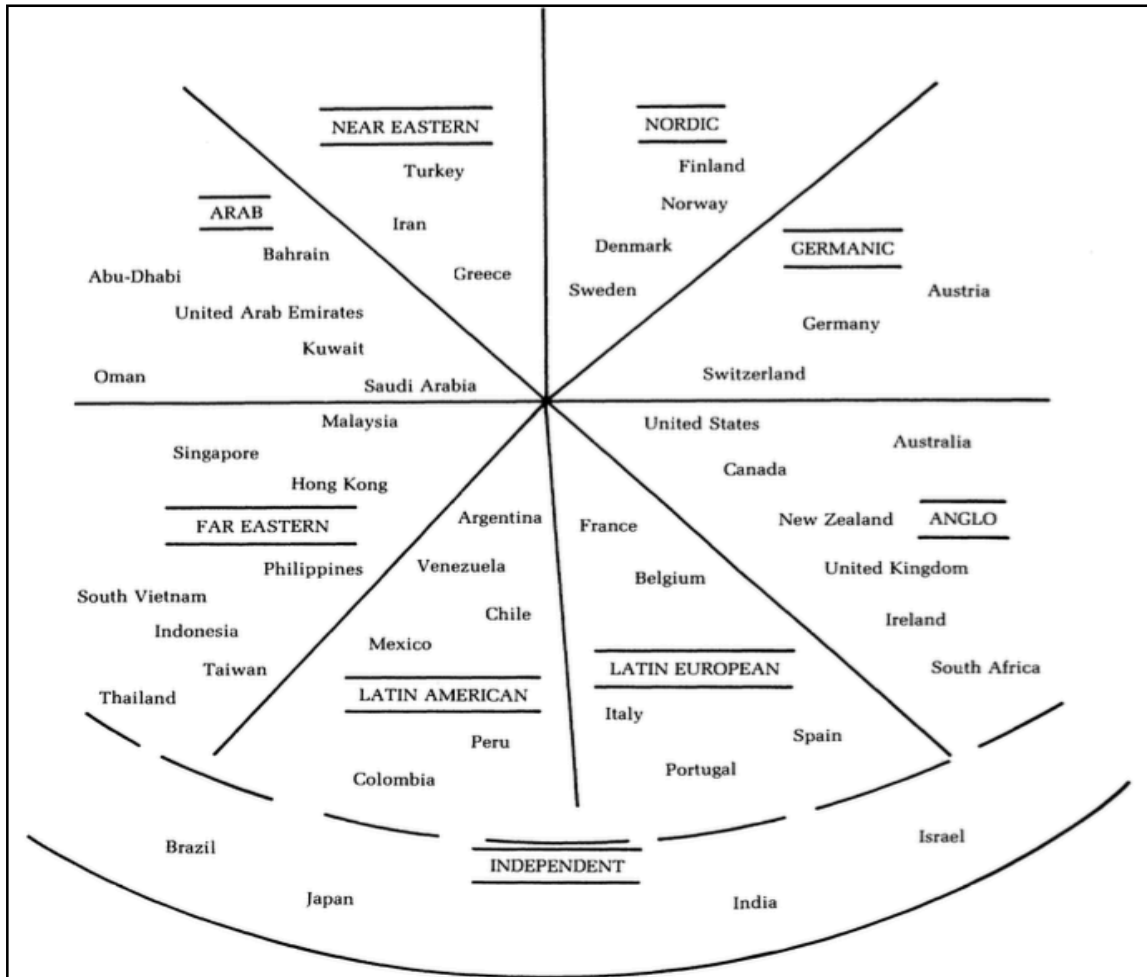 NEAR EASTERN
Turkey
Iran
Greece
NORDIC
Finland
Norway
Denmark
Sweden
ARAB
Bahrain
Abu-Dhabi
United Arab Emirates
Kuwait
Oman
Saudi Arabia
GERMANIC
Austria
Germany
Switzerland
Malaysia
Singapore
Hong Kong
FAR EASTERN
Philippines
South Vietnam
Indonesia
Taiwan
Thailand
Argentina
Venezuela
Chile
Mexico
LATIN AMERICAN
Peru
Colombia
France
Belgium
LATIN EUROPEAN
Italy
Spain
Portugal
United States
Australia
Canada
New Zealand
ANGLO
United Kingdom
Ireland
South Africa
Brazil
Japan
INDEPENDENT
India
Israel